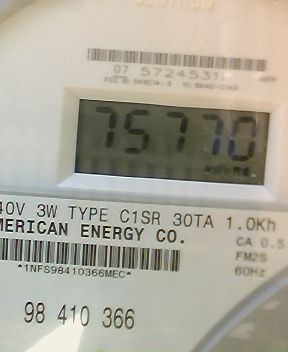 07 5724531
75770
kWh
40V 3W TYPE C1SR 30TA 1.0Kh
MERICAN ENERGY CO.
CA 0.5
FM2S
60Hz
*1NFS98410366MEC*
98 410 366